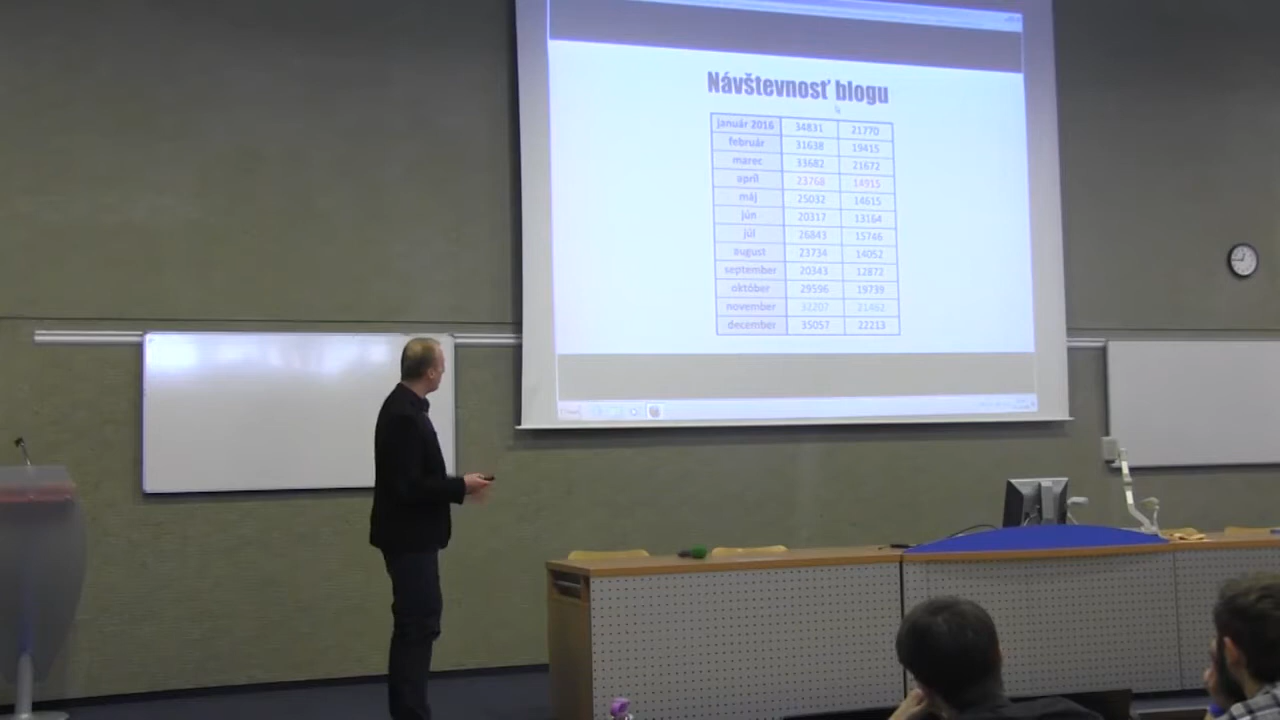 Návštevnosť blogu
január 2016 34831 21770
február 31638 19415
marec 33682 21672
apríl 23768 14915
máj 25032 14615
jún 20317 13164
júl 26843 15746
august 23734 14052
september 20343 12872
október 29596 19739
november 32207 21462
december 35057 22213